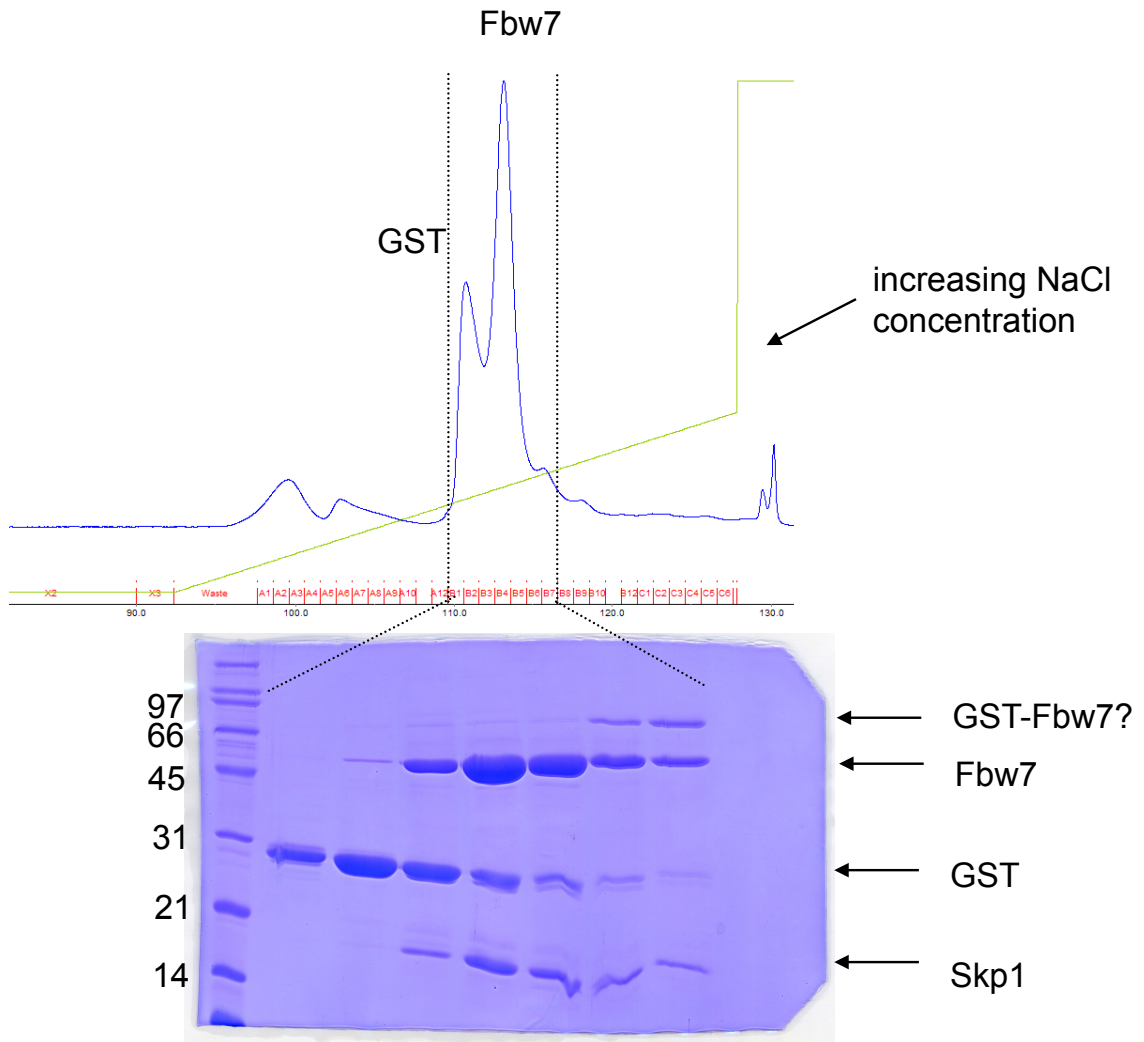 Fbw7
GST
increasing NaCl
concentration
X2 X3 Waste A1 A2 A3 A4 A5 A6 A7 A8 A9 A10 A12 B1 B2 B3 B4 B5 B6 B7 B8 B9 B10 B12 C1 C2 C3 C4 C5 C6
90.0 100.0 110.0 120.0 130.0
97
66
45
31
21
14
GST-Fbw7?
Fbw7
GST
Skp1